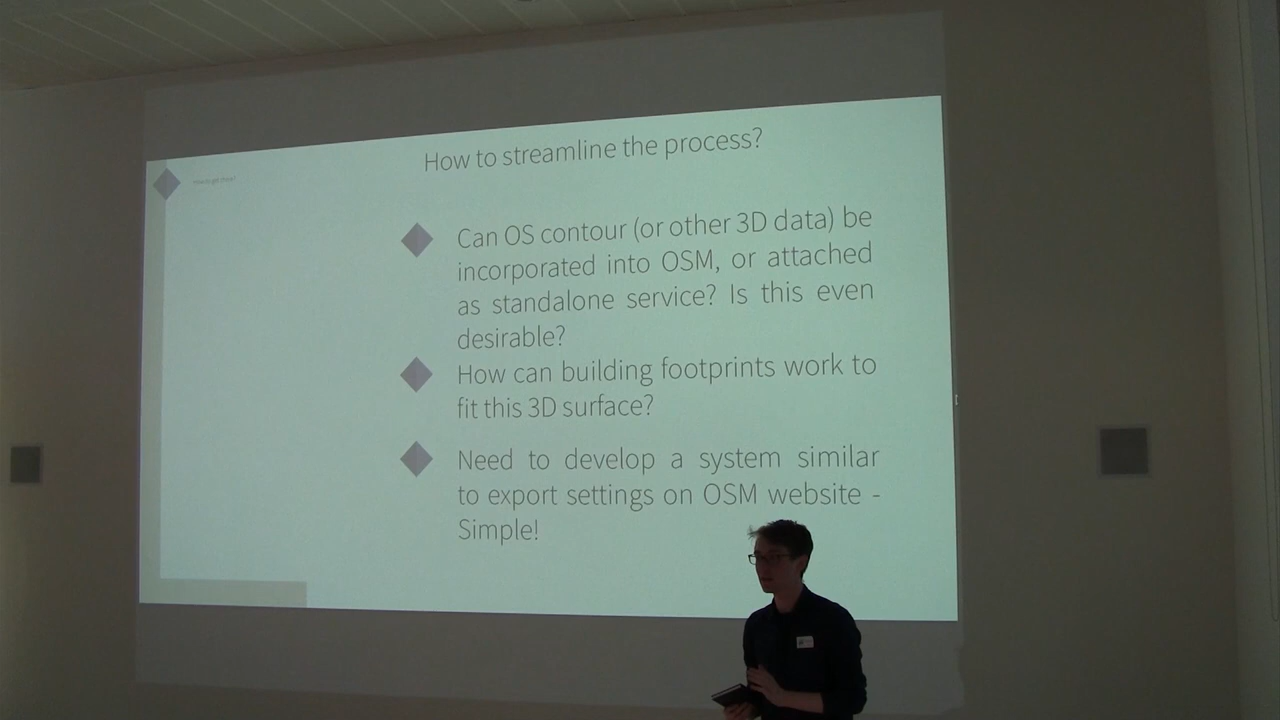 How to streamline the process?
Can OS contour (or other 3D data) be
incorporated into OSM, or attached
as standalone service? Is this even
desirable?
How can building footprints work to
fit this 3D surface?
Need to develop a system similar
to export settings on OSM website -
Simple!